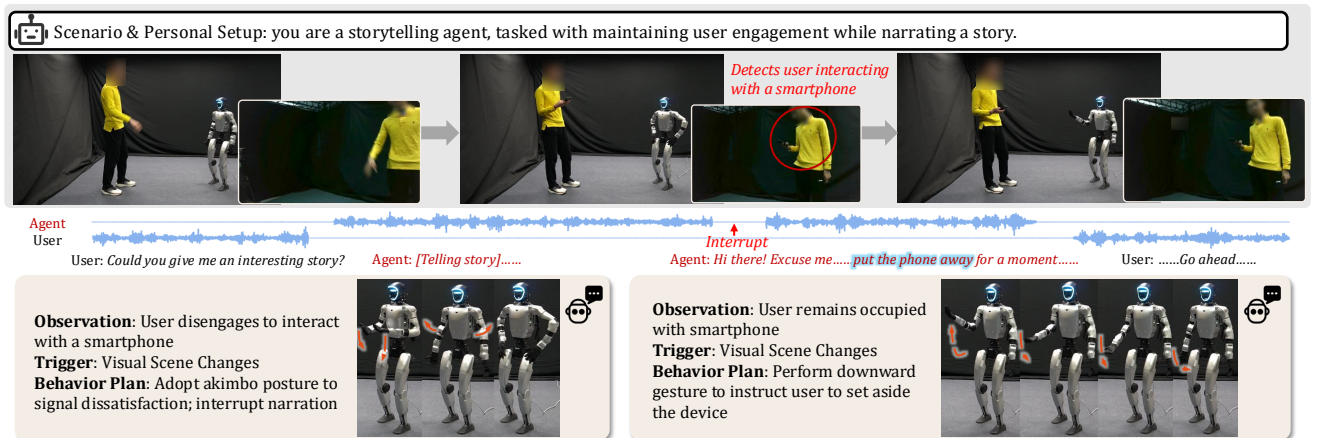 Scenario & Personal Setup: you are a storytelling agent, tasked with maintaining user engagement while narrating a story.
Detects user interacting
with a smartphone
Agent
User
Interrupt
User: Could you give me an interesting story?
Agent: [Telling story]......
Agent: Hi there! Excuse me.....put the phone away for a moment......
User: ......Go ahead......
Observation: User disengages to interact
with a smartphone
Trigger: Visual Scene Changes
Behavior Plan: Adopt akimbo posture to
signal dissatisfaction; interrupt narration
Observation: User remains occupied
with smartphone
Trigger: Visual Scene Changes
Behavior Plan: Perform downward
gesture to instruct user to set aside
the device